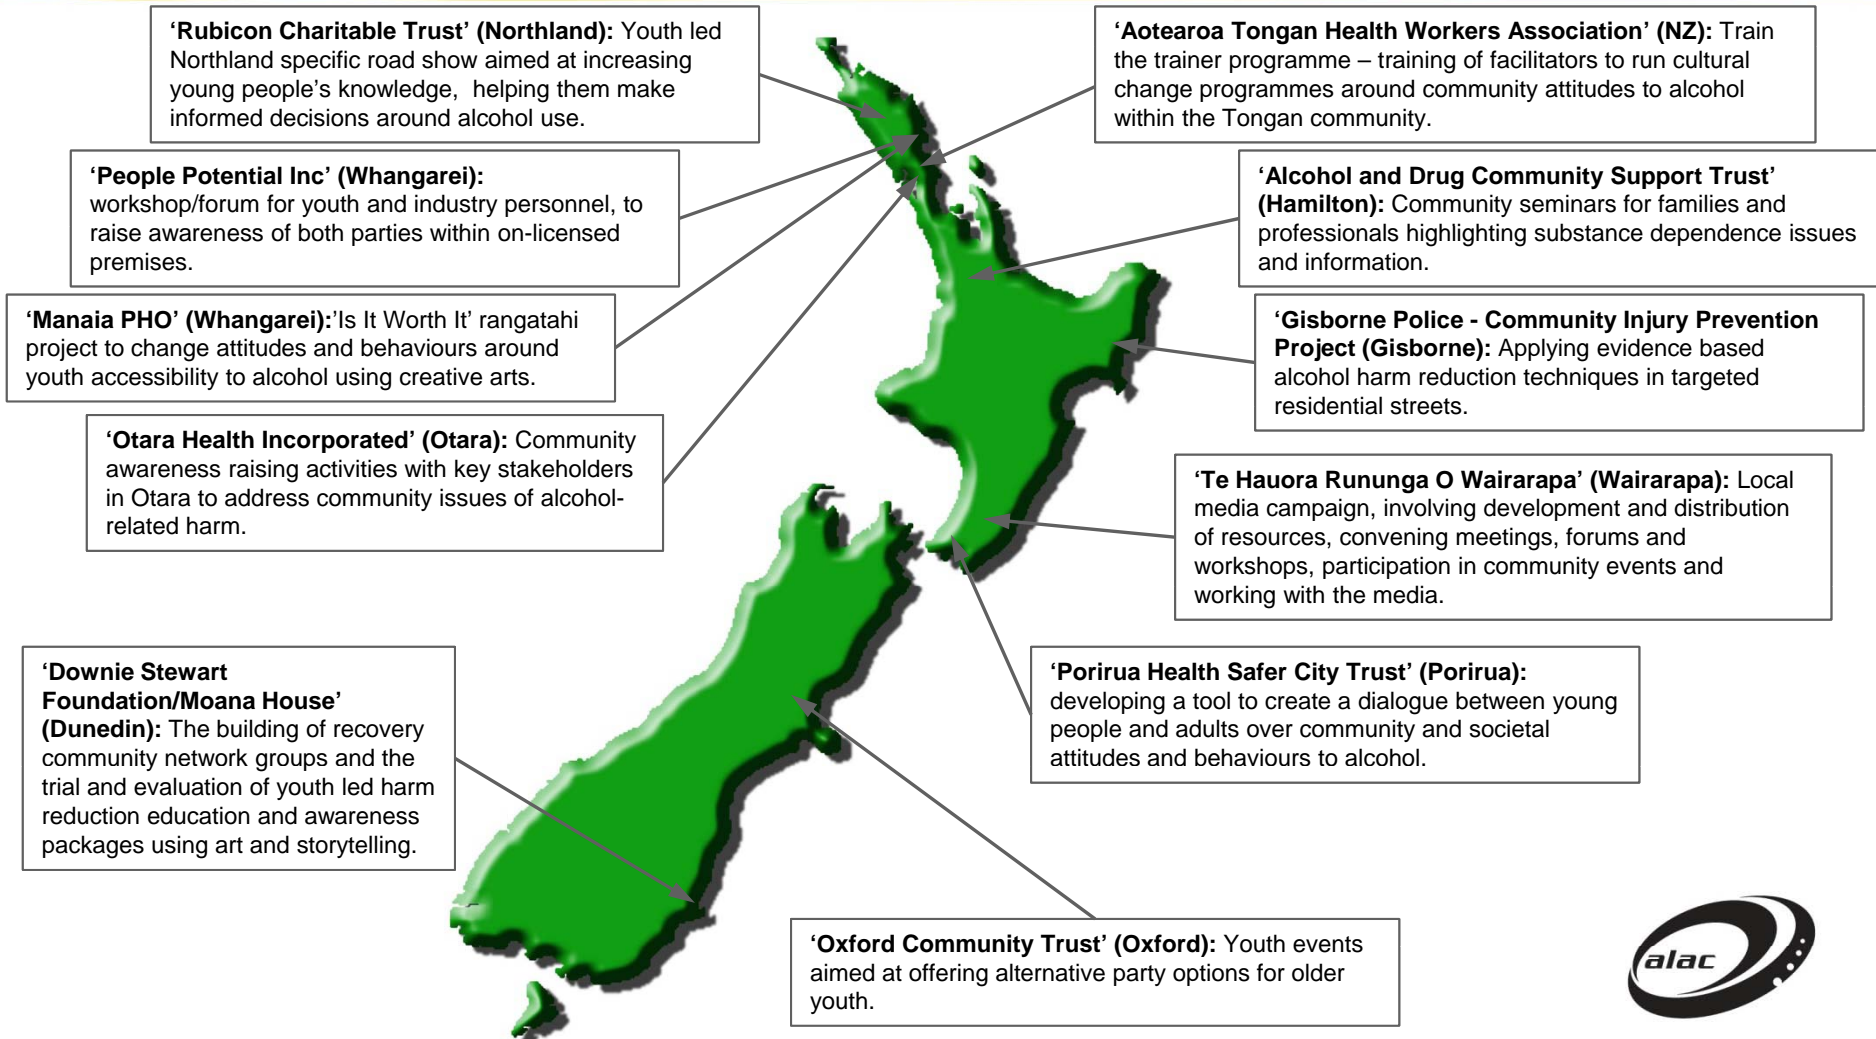 ‘Rubicon Charitable Trust’ (Northland): Youth led
Northland specific road show aimed at increasing
young people’s knowledge, helping them make
informed decisions around alcohol use.
‘Aotearoa Tongan Health Workers Association’ (NZ): Train
the trainer programme – training of facilitators to run cultural
change programmes around community attitudes to alcohol
within the Tongan community.
‘People Potential Inc’ (Whangarei):
workshop/forum for youth and industry personnel, to
raise awareness of both parties within on-licensed
premises.
‘Alcohol and Drug Community Support Trust’
(Hamilton): Community seminars for families and
professionals highlighting substance dependence issues
and information.
‘Manaia PHO’ (Whangarei):’Is It Worth It’ rangatahi
project to change attitudes and behaviours around
youth accessibility to alcohol using creative arts.
‘Gisborne Police - Community Injury Prevention
Project (Gisborne): Applying evidence based
alcohol harm reduction techniques in targeted
residential streets.
‘Otara Health Incorporated’ (Otara): Community
awareness raising activities with key stakeholders
in Otara to address community issues of alcohol-
related harm.
‘Te Hauora Rununga O Wairarapa’ (Wairarapa): Local
media campaign, involving development and distribution
of resources, convening meetings, forums and
workshops, participation in community events and
working with the media.
‘Downie Stewart
Foundation/Moana House’
(Dunedin): The building of recovery
community network groups and the
trial and evaluation of youth led harm
reduction education and awareness
packages using art and storytelling.
‘Porirua Health Safer City Trust’ (Porirua):
developing a tool to create a dialogue between young
people and adults over community and societal
attitudes and behaviours to alcohol.
‘Oxford Community Trust’ (Oxford): Youth events
aimed at offering alternative party options for older
youth.
alac